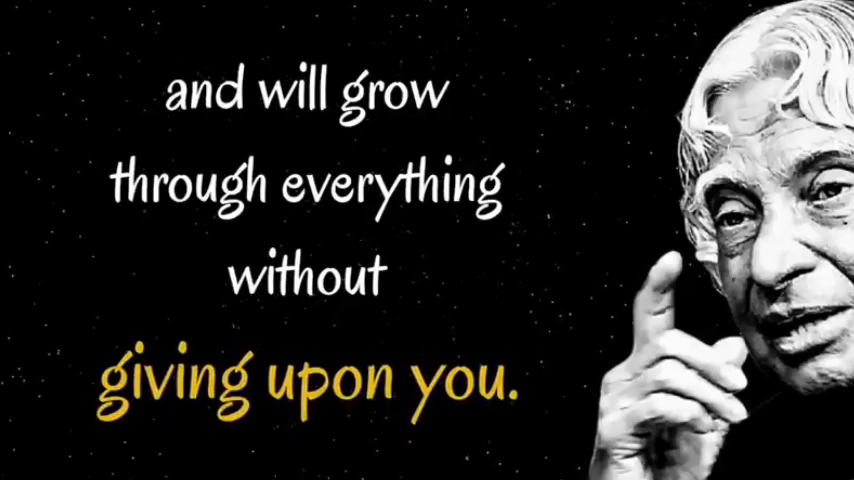 and will grow
through everything
without
giving upon you.